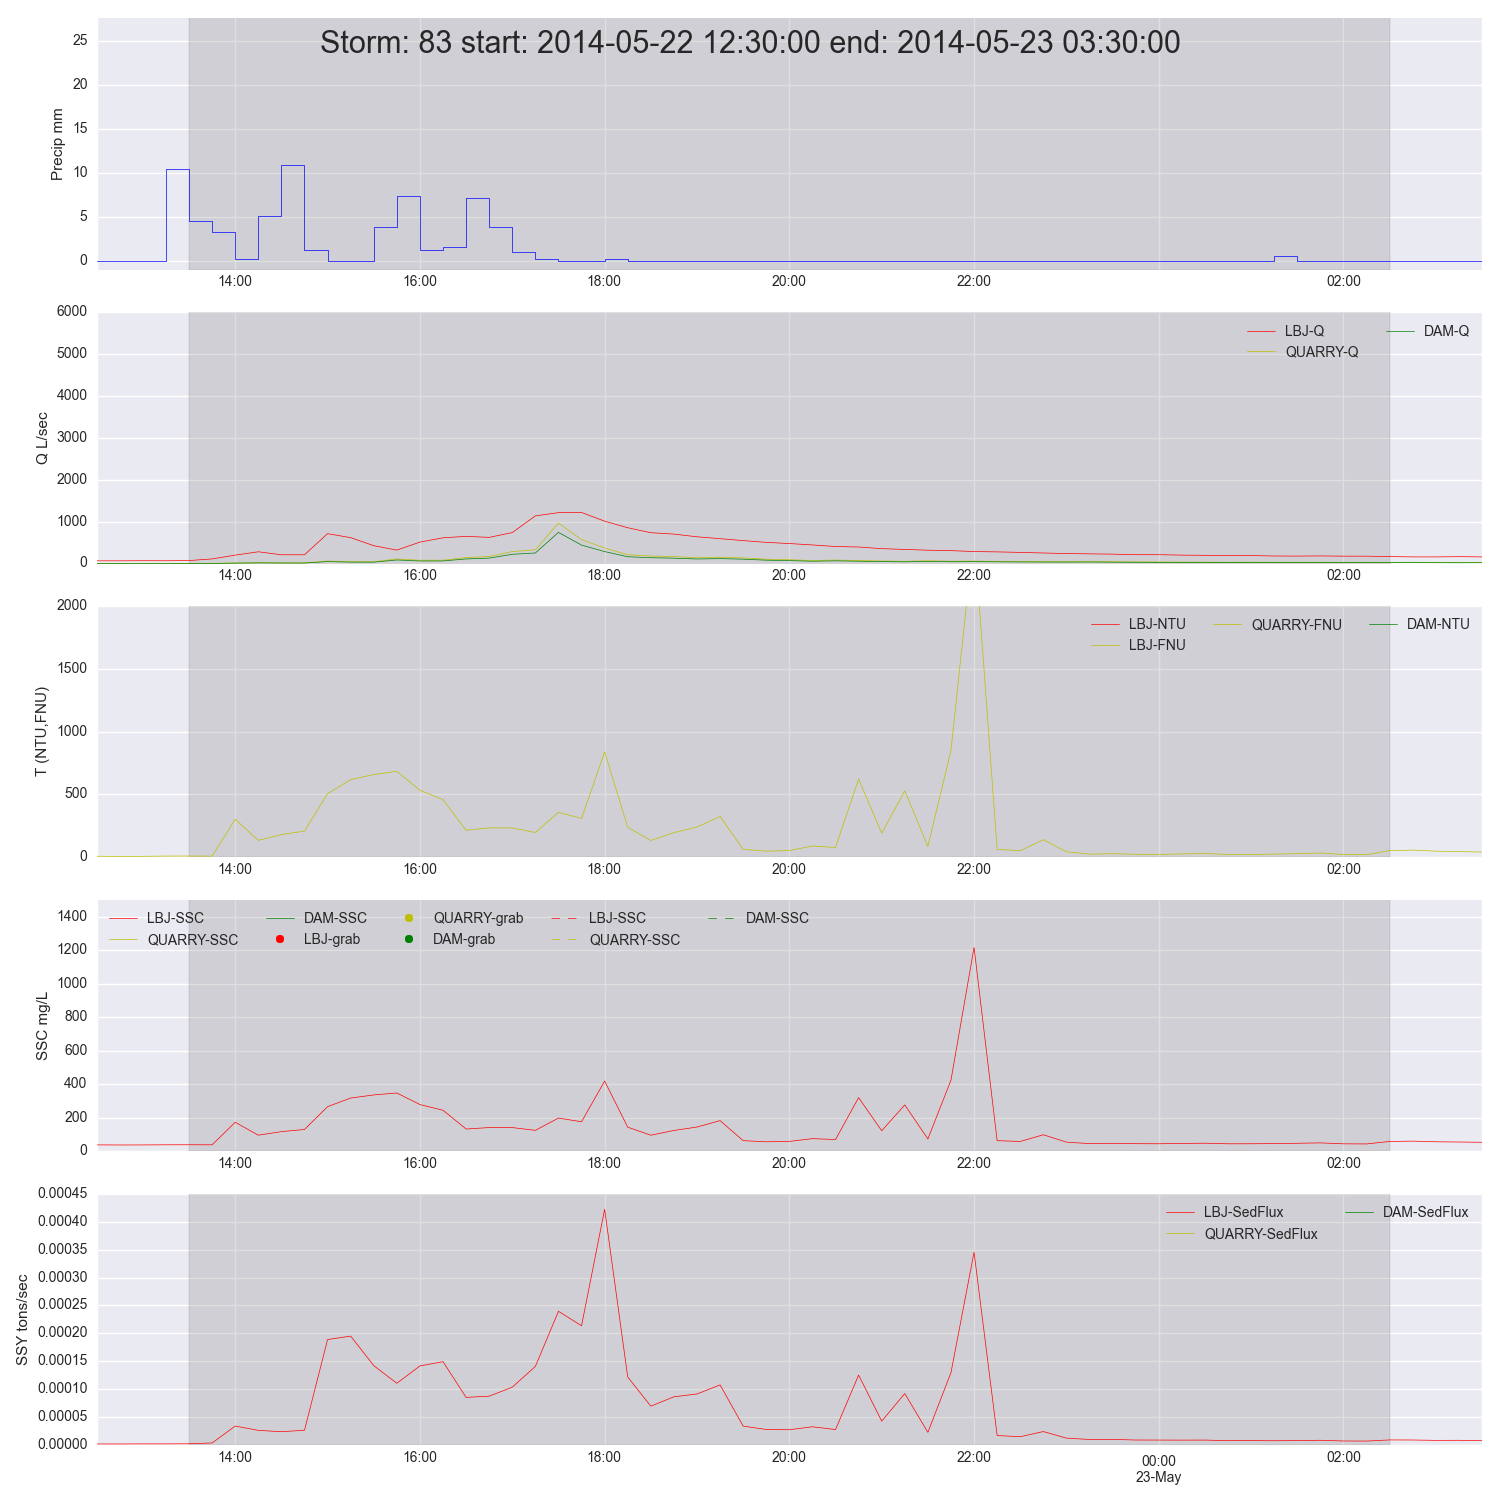 Storm: 83 start: 2014-05-22 12:30:00 end: 2014-05-23 03:30:00
Precip mm
25
20
15
10
5
0
14:00 16:00 18:00 20:00 22:00 02:00
Q L/sec
6000
5000
4000
3000
2000
1000
0
LBJ-Q DAM-Q
QUARRY-Q
14:00 16:00 18:00 20:00 22:00 02:00
T (NTU,FNU)
2000
1500
1000
500
0
LBJ-NTU QUARRY-FNU DAM-NTU
LBJ-FNU
14:00 16:00 18:00 20:00 22:00 02:00
SSC mg/L
1400
1200
1000
800
600
400
200
0
LBJ-SSC DAM-SSC QUARRY-grab LBJ-SSC DAM-SSC
QUARRY-SSC LBJ-grab DAM-grab QUARRY-SSC
14:00 16:00 18:00 20:00 22:00 02:00
SSY tons/sec
0.00045
0.00040
0.00035
0.00030
0.00025
0.00020
0.00015
0.00010
0.00005
0.00000
LBJ-SedFlux DAM-SedFlux
QUARRY-SedFlux
14:00 16:00 18:00 20:00 22:00 00:00 02:00
23-May